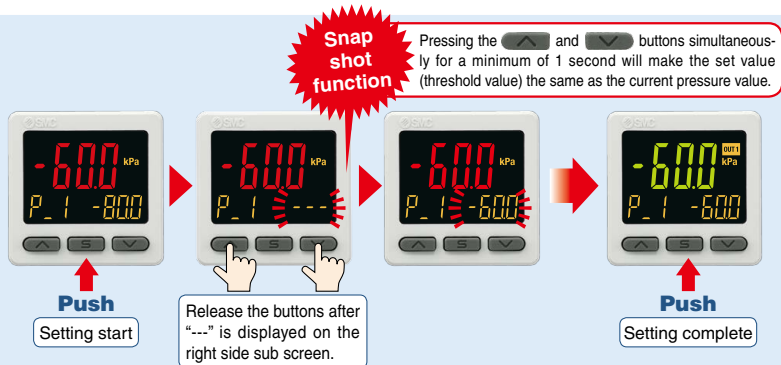 Snap
shot
function
Pressing the and buttons simultaneous-
ly for a minimum of 1 second will make the set value
(threshold value) the same as the current pressure value.
SMC
-60.0 kPa
P_1 -80.0
S
SMC
-60.0 kPa
P_1 ---
S
SMC
-60.0 kPa
P_1 -60.0
S
SMC
OUT1
-60.0 kPa
P_1 -60.0
S
Push
Setting start
Release the buttons after
"---" is displayed on the
right side sub screen.
Push
Setting complete